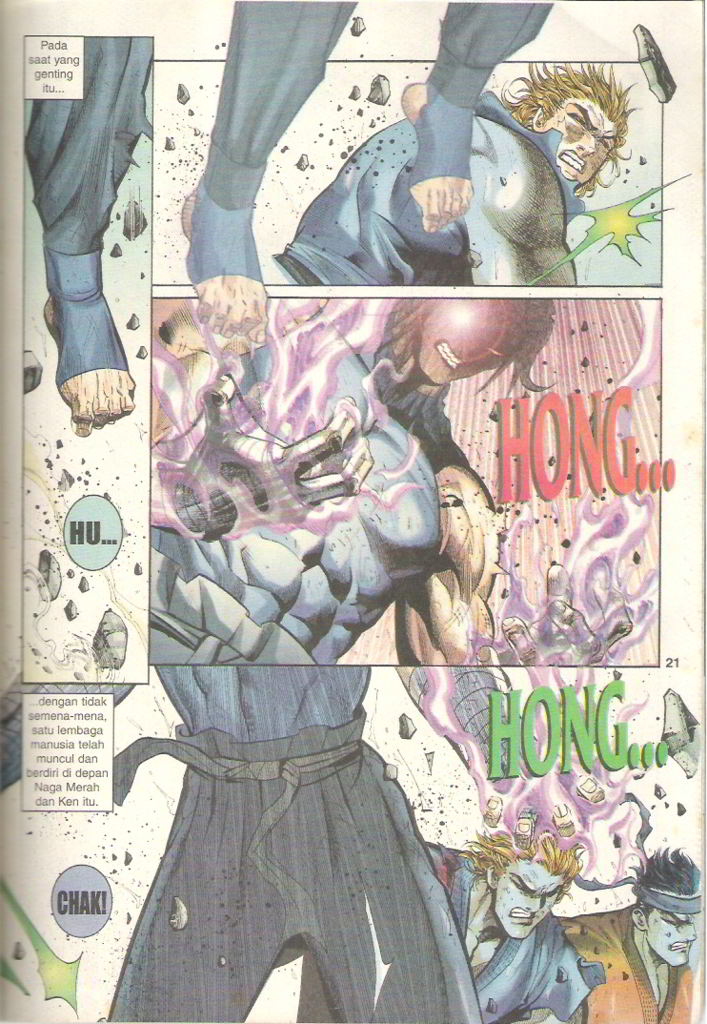 Pada
saat yang
genting
itu...
HU...
HONG...
21
...dengan tidak
semena-mena,
satu lembaga
manusia telah
muncul dan
berdiri di depan
Naga Merah
dan Ken itu.
HONG...
CHAK!